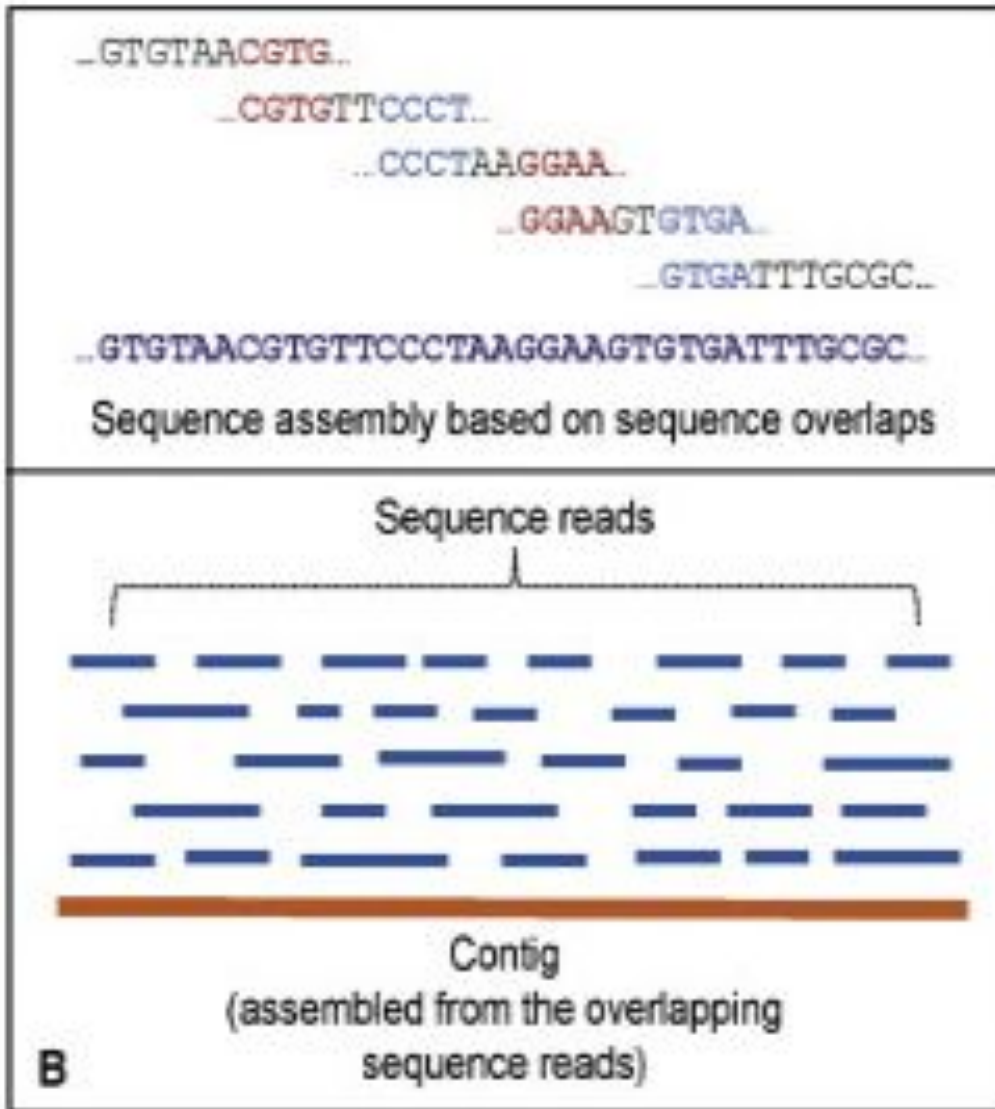 …GTGTAACGTG…
…CGTGTTCCCT…
…CCCTAAGGAA…
…GGAAGTGTGA…
…GTGATTTGCGC…
…GTGTAACGTGTTCCCTAAGGAAGTGTGATTTGCGC…
Sequence assembly based on sequence overlaps
Sequence reads
Contig
(assembled from the overlapping
sequence reads)
B